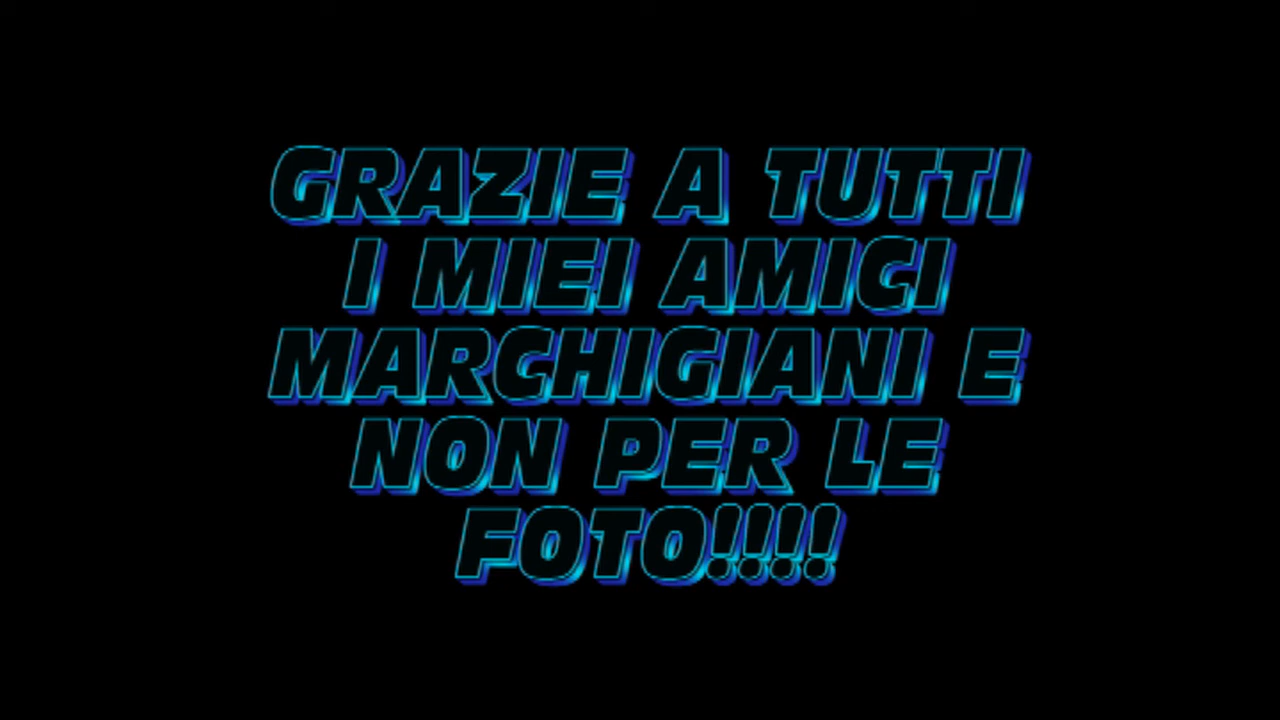 GRAZIE A TUTTI
I MIEI AMICI
MARCHIGIANI E
NON PER LE
FOTO!!!!